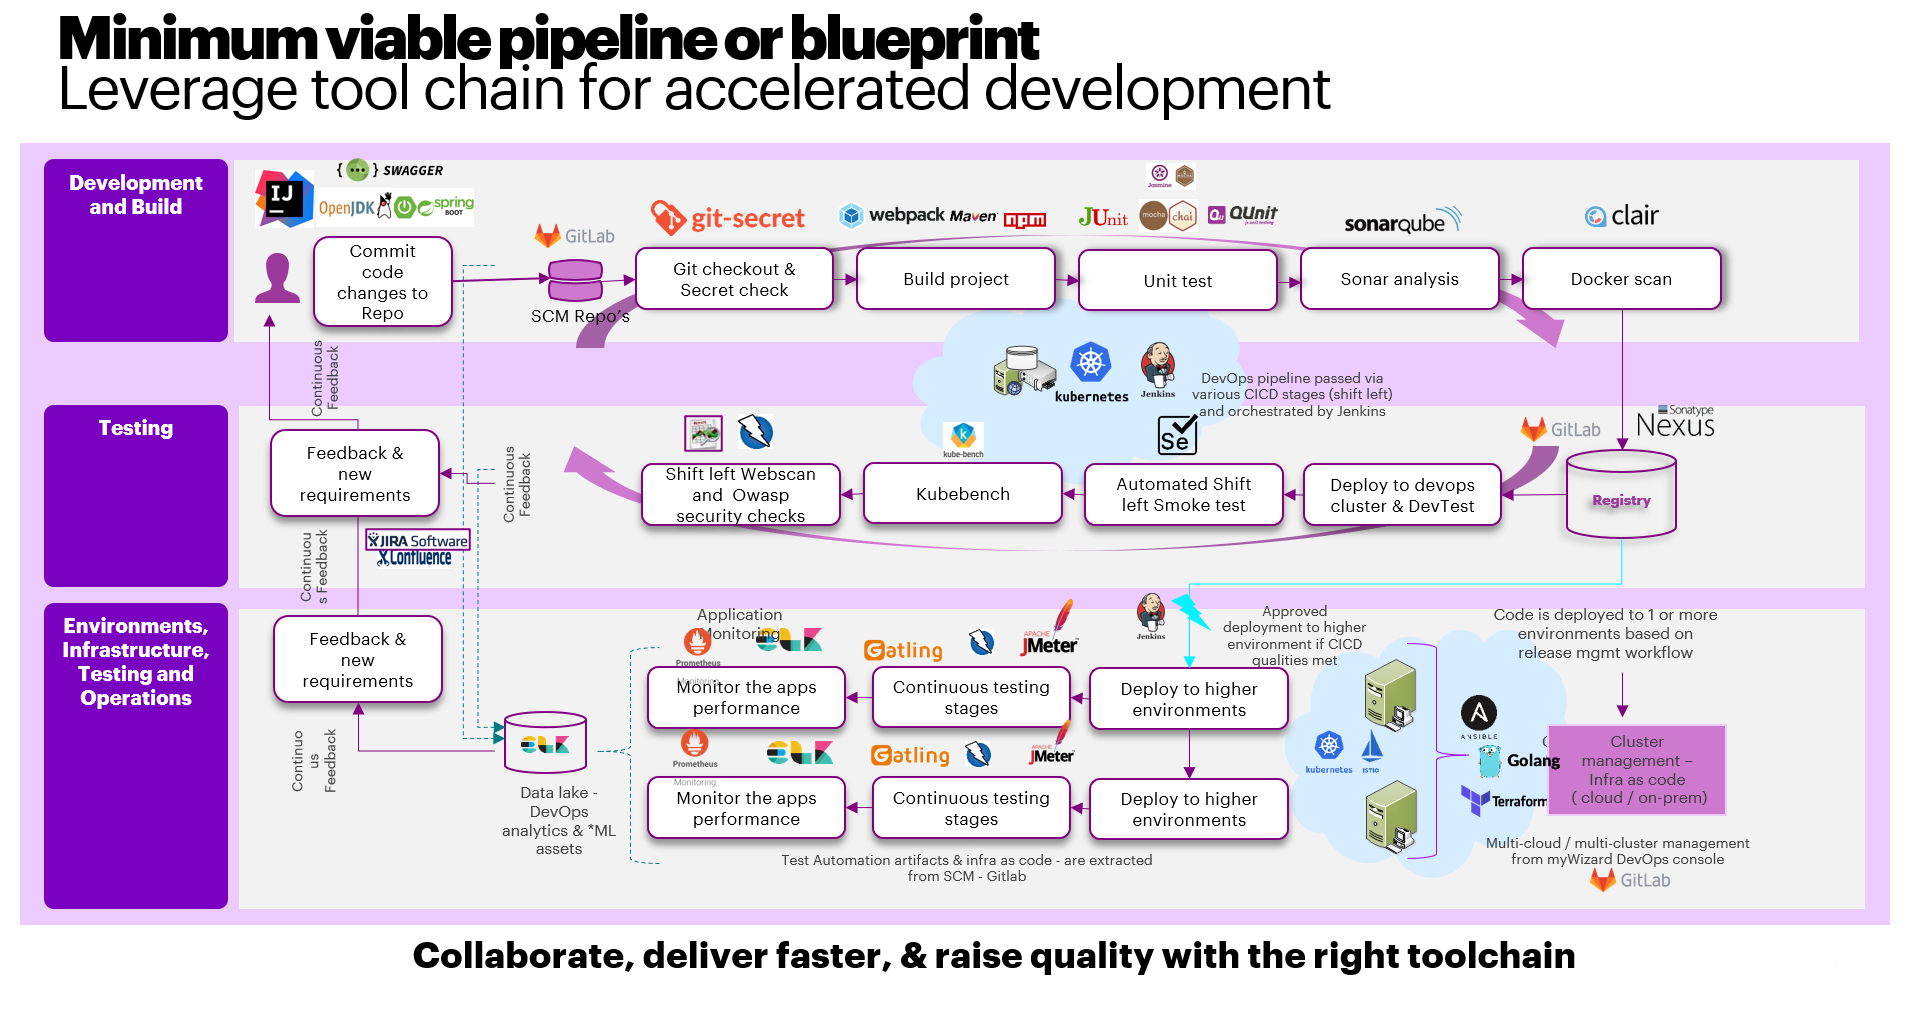 Minimum viable pipeline or blueprint
Leverage tool chain for accelerated development
Development
and Build
IJ
{...} SWAGGER
OpenJDK
spring
BOOT
Commit
code
changes to
Repo
GitLab
SCM Repo's
git-secret
Git checkout &
Secret check
webpack
Maven
npm
Build project
Jasmine
JUnit
mocha
chai
Qu
QUnit
js unit testing
Unit test
sonarqube
Sonar analysis
clair
Docker scan
Continuous
Feedback
kubernetes
Jenkins
DevOps pipeline passed via
various CICD stages (shift left)
and orchestrated by Jenkins
Testing
Feedback &
new
requirements
Continuous
Feedback
Shift left Webscan
and Owasp
security checks
kube-bench
Kubebench
Se
Automated Shift
left Smoke test
Deploy to devops
cluster & DevTest
GitLab
Sonatype
Nexus
Registry
JIRA Software
Confluence
Continuou
s Feedback
Environments,
Infrastructure,
Testing and
Operations
Feedback &
new
requirements
Continuo
us
Feedback
Data lake -
DevOps
analytics & *ML
assets
Application
Monitoring
Prometheus
Monitoring
Monitor the apps
performance
Gatling
APACHE
JMeter
Continuous testing
stages
Jenkins
Approved
deployment to higher
environment if CICD
qualities met
Deploy to higher
environments
Prometheus
Monitoring
Monitor the apps
performance
Gatling
APACHE
JMeter
Continuous testing
stages
Deploy to higher
environments
Test Automation artifacts & infra as code - are extracted
from SCM - Gitlab
kubernetes
ISTIO
ANSIBLE
Golang
Terraform
Code is deployed to 1 or more
environments based on
release mgmt workflow
Cluster
management –
Infra as code
( cloud / on-prem)
Multi-cloud / multi-cluster management
from myWizard DevOps console
GitLab
Collaborate, deliver faster, & raise quality with the right toolchain